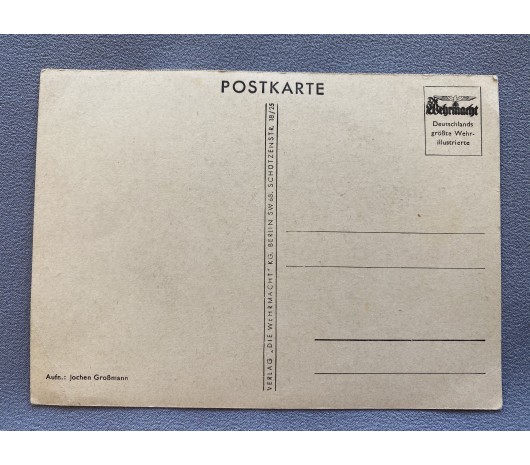 POSTKARTE
Die Wehrmacht
Deutschlands
größte Wehr-
illustrierte
VERLAG „DIE WEHRMACHT" KG. BERLIN SW 68, SCHÜTZENSTR. 18/25
Aufn.: Jochen Großmann